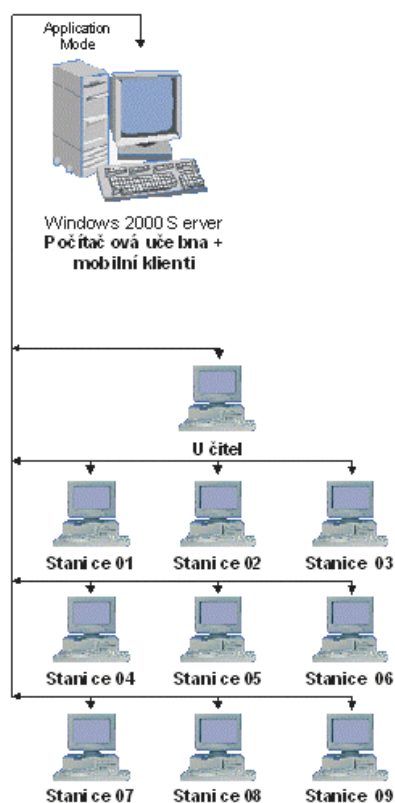 Application
Mode
Windows 2000 Server
Počítačová učebna +
mobilní klienti
Učitel
Stanice 01 Stanice 02 Stanice 03
Stanice 04 Stanice 05 Stanice 06
Stanice 07 Stanice 08 Stanice 09